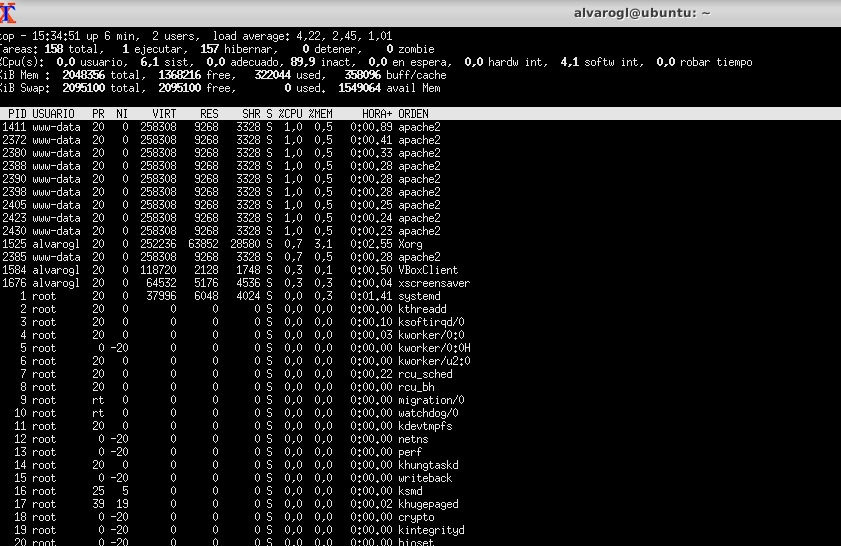 alvarogl@ubuntu: ~
top - 15:34:51 up 6 min,  2 users,  load average: 4,22, 2,45, 1,01
Tareas: 158 total,   1 ejecutar, 157 hibernar,   0 detener,   0 zombie
%Cpu(s):  0,0 usuario,  6,1 sist,  0,0 adecuado, 89,9 inact,  0,0 en espera,  0,0 hardw int,  4,1 softw int,  0,0 robar tiempo
KiB Mem :  2048356 total,  1368216 free,   322044 used,   358096 buff/cache
KiB Swap:  2095100 total,  2095100 free,        0 used.  1549064 avail Mem
PID USUARIO PR NI VIRT RES SHR S %CPU %MEM HORA+ ORDEN
1411 www-data 20 0 258308 9268 3328 S 1,0 0,5 0:00.89 apache2
2372 www-data 20 0 258308 9268 3328 S 1,0 0,5 0:00.41 apache2
2380 www-data 20 0 258308 9268 3328 S 1,0 0,5 0:00.33 apache2
2388 www-data 20 0 258308 9268 3328 S 1,0 0,5 0:00.28 apache2
2390 www-data 20 0 258308 9268 3328 S 1,0 0,5 0:00.28 apache2
2398 www-data 20 0 258308 9268 3328 S 1,0 0,5 0:00.28 apache2
2405 www-data 20 0 258308 9268 3328 S 1,0 0,5 0:00.25 apache2
2423 www-data 20 0 258308 9268 3328 S 1,0 0,5 0:00.24 apache2
2430 www-data 20 0 258308 9268 3328 S 1,0 0,5 0:00.23 apache2
1525 alvarogl 20 0 252236 63852 28580 S 0,7 3,1 0:02.55 Xorg
2385 www-data 20 0 258308 9268 3328 S 0,7 0,5 0:00.28 apache2
1584 alvarogl 20 0 118720 2128 1748 S 0,3 0,1 0:00.50 VBoxClient
1676 alvarogl 20 0 64532 5176 4536 S 0,3 0,3 0:00.04 xscreensaver
1 root 20 0 37996 6048 4024 S 0,0 0,3 0:01.41 systemd
2 root 20 0 0 0 0 S 0,0 0,0 0:00.00 kthreadd
3 root 20 0 0 0 0 S 0,0 0,0 0:00.10 ksoftirqd/0
4 root 20 0 0 0 0 S 0,0 0,0 0:00.03 kworker/0:0
5 root 0 -20 0 0 0 S 0,0 0,0 0:00.00 kworker/0:0H
6 root 20 0 0 0 0 S 0,0 0,0 0:00.00 kworker/u2:0
7 root 20 0 0 0 0 S 0,0 0,0 0:00.22 rcu_sched
8 root 20 0 0 0 0 S 0,0 0,0 0:00.00 rcu_bh
9 root rt 0 0 0 0 S 0,0 0,0 0:00.00 migration/0
10 root rt 0 0 0 0 S 0,0 0,0 0:00.00 watchdog/0
11 root 20 0 0 0 0 S 0,0 0,0 0:00.00 kdevtmpfs
12 root 0 -20 0 0 0 S 0,0 0,0 0:00.00 netns
13 root 0 -20 0 0 0 S 0,0 0,0 0:00.00 perf
14 root 20 0 0 0 0 S 0,0 0,0 0:00.00 khungtaskd
15 root 0 -20 0 0 0 S 0,0 0,0 0:00.00 writeback
16 root 25 5 0 0 0 S 0,0 0,0 0:00.00 ksmd
17 root 39 19 0 0 0 S 0,0 0,0 0:00.02 khugepaged
18 root 0 -20 0 0 0 S 0,0 0,0 0:00.00 crypto
19 root 0 -20 0 0 0 S 0,0 0,0 0:00.00 kintegrityd
20 root 0 -20 0 0 0 S 0,0 0,0 0:00.00 bioset